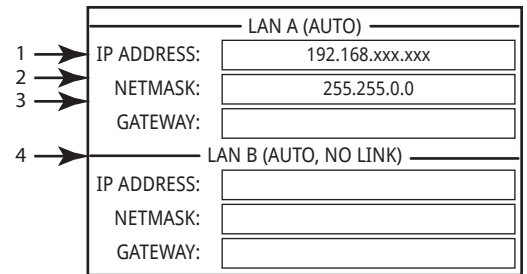 LAN A (AUTO)
1 IP ADDRESS: 192.168.xxx.xxx
2
NETMASK: 255.255.0.0
3
GATEWAY:
4 LAN B (AUTO, NO LINK)
IP ADDRESS:
NETMASK:
GATEWAY: